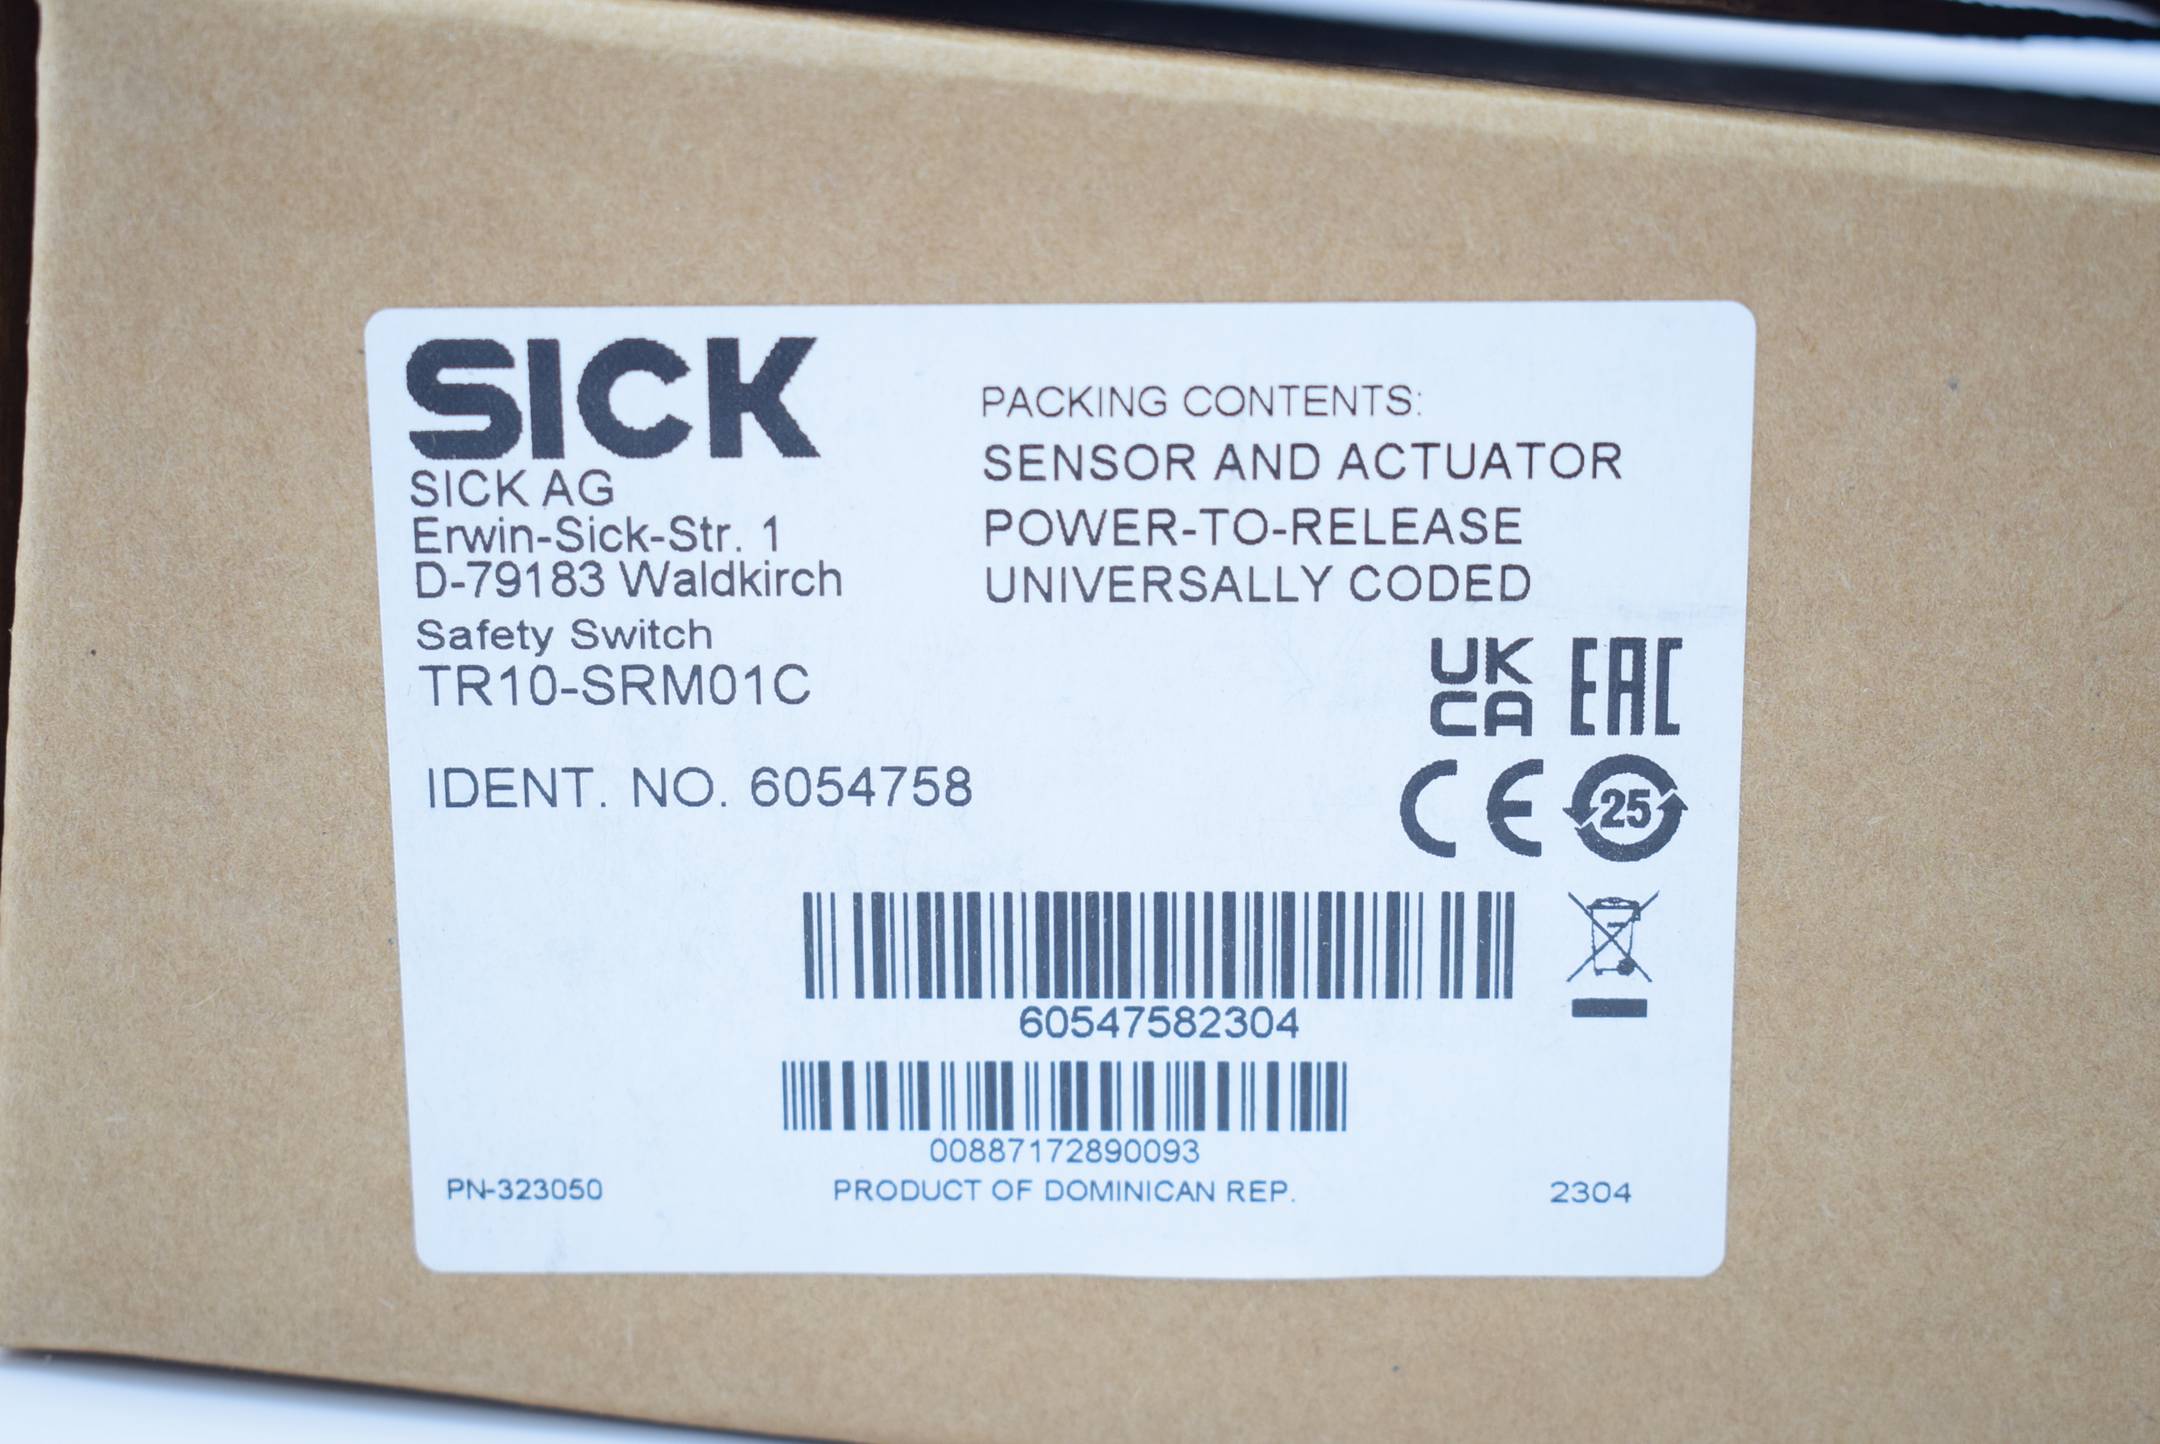 SICK
SICK AG
Erwin-Sick-Str. 1
D-79183 Waldkirch
Safety Switch
TR10-SRM01C
IDENT. NO. 6054758
PACKING CONTENTS:
SENSOR AND ACTUATOR
POWER-TO-RELEASE
UNIVERSALLY CODED
UK
CA
EAC
CE
25
60547582304
00887172890093
PN-323050
PRODUCT OF DOMINICAN REP.
2304